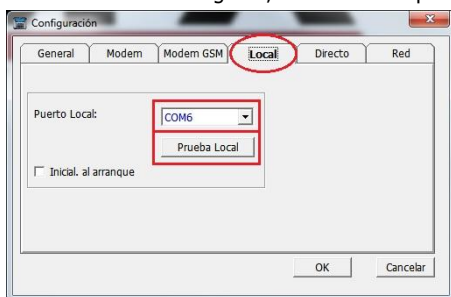 Configuración
General Modem Modem GSM Local Directo Red
Puerto Local: COM6
Prueba Local
Inicial. al arranque
OK Cancelar